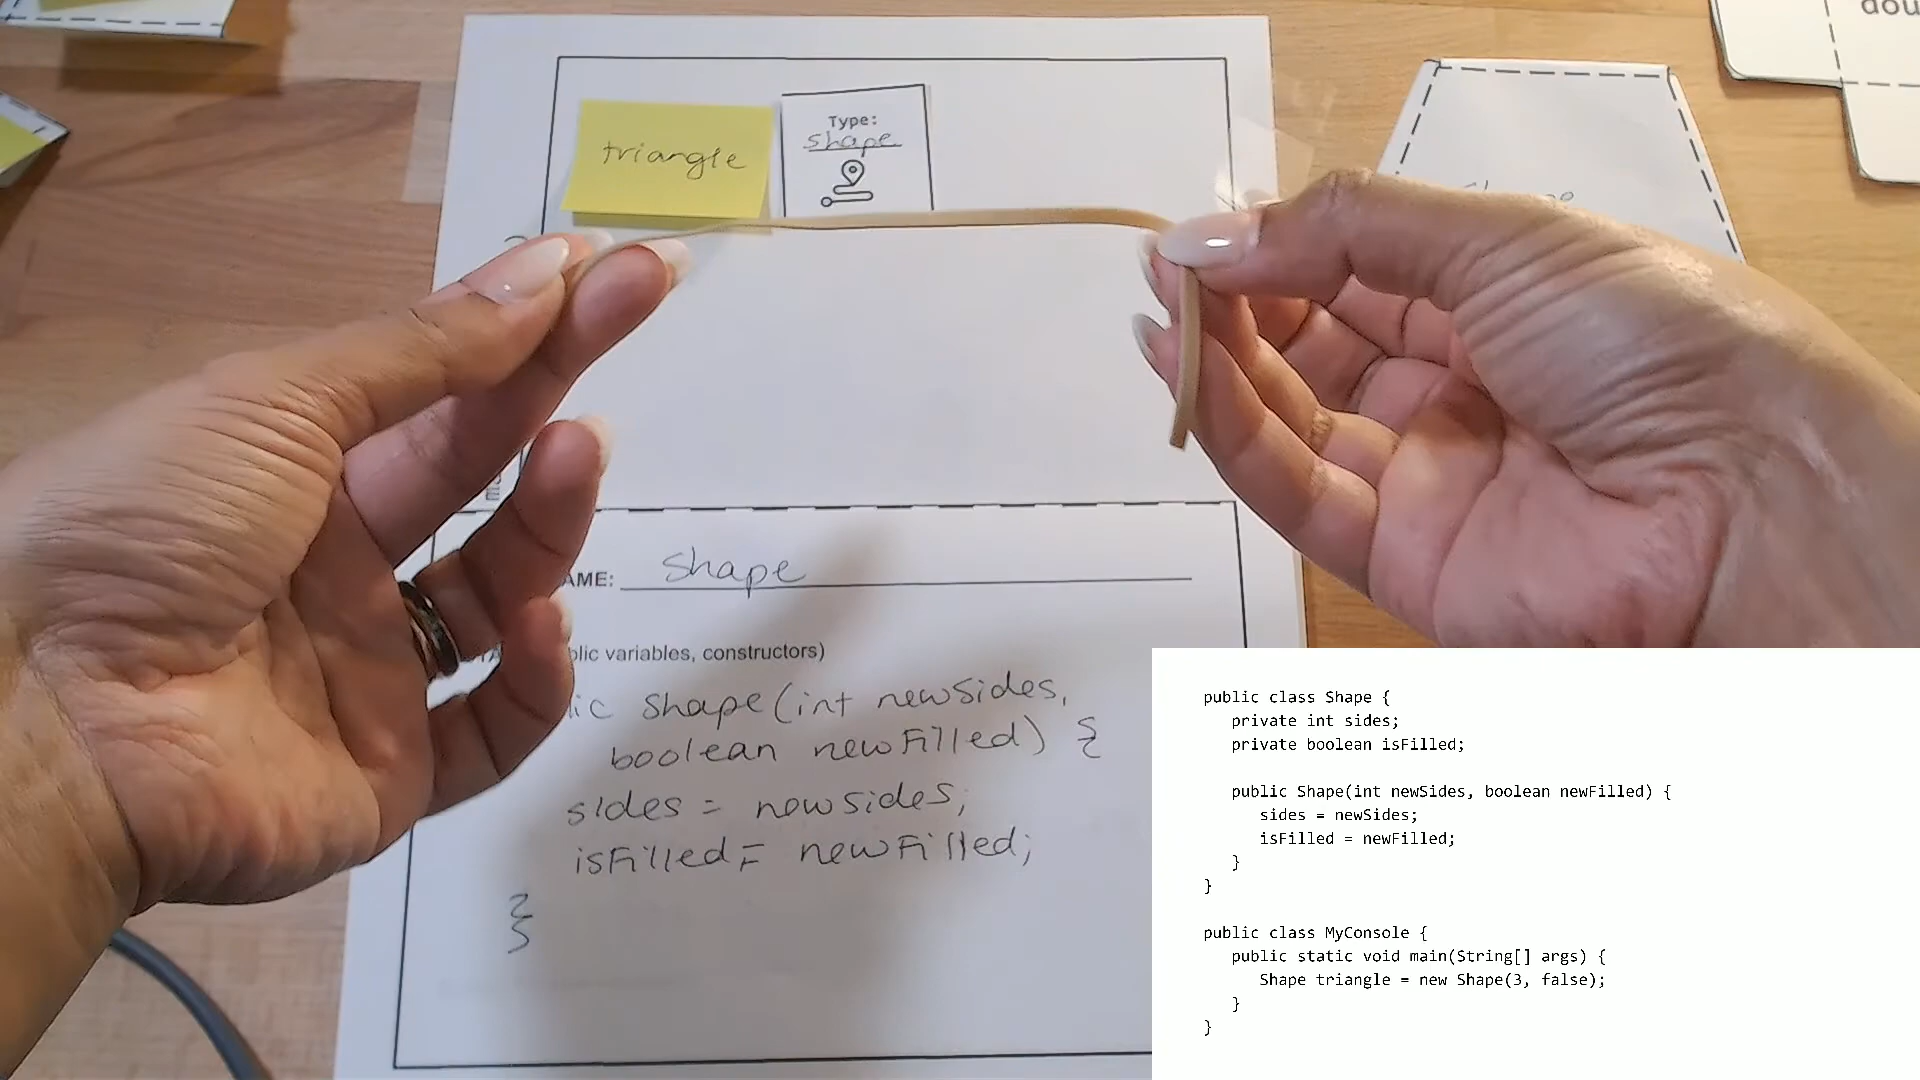 dou
triangle
Type:
shape
AME: Shape
blic variables, constructors)
lic Shape(int newSides,
boolean newFilled) {
sides = newSides;
isFilled = newFilled;
}
public class Shape {
private int sides;
private boolean isFilled;
public Shape(int newSides, boolean newFilled) {
sides = newSides;
isFilled = newFilled;
}
}
public class MyConsole {
public static void main(String[] args) {
Shape triangle = new Shape(3, false);
}
}